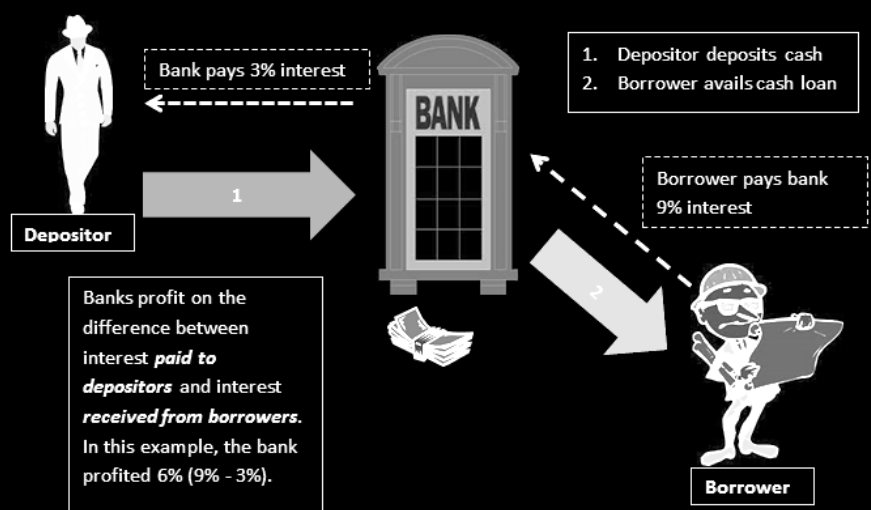 Bank pays 3% interest
BANK
1. Depositor deposits cash
2. Borrower avails cash loan
1
Depositor
Borrower pays bank
9% interest
2
Banks profit on the
difference between
interest paid to
depositors and interest
received from borrowers.
In this example, the bank
profited 6% (9% - 3%).
Borrower